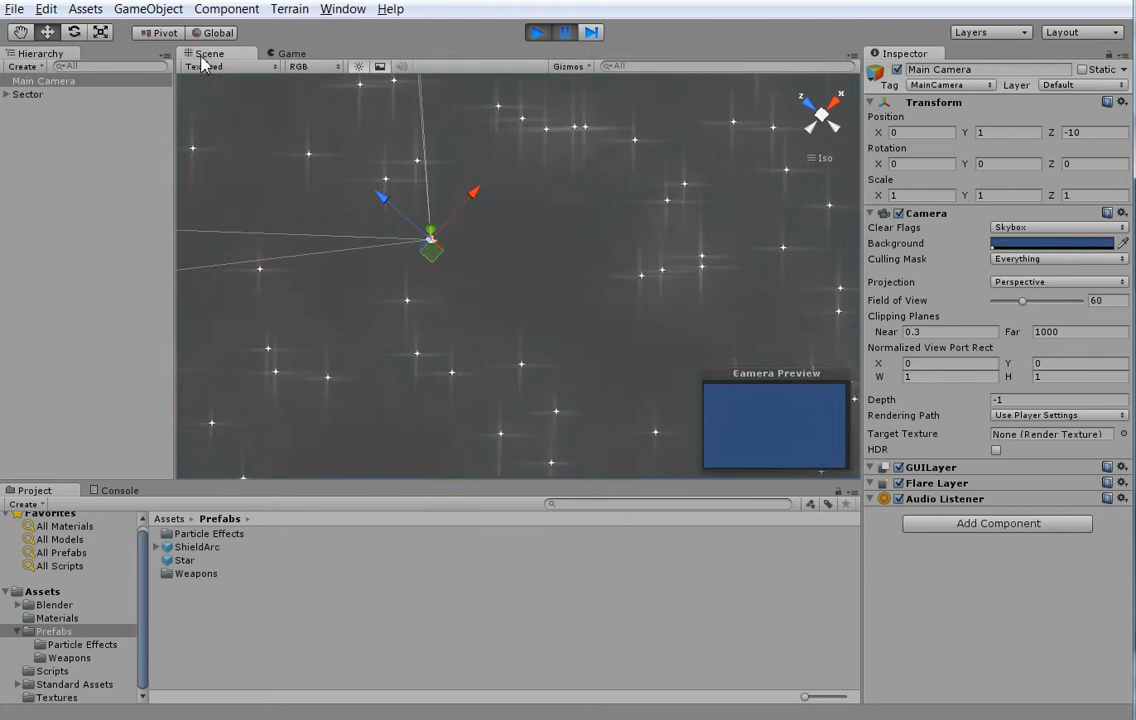 File Edit Assets GameObject Component Terrain Window Help
Pivot Global Layers Layout
Hierarchy Scene Game Inspector
Create All RGB Gizmos All Main Camera Static
Main Camera Tag MainCamera Layer Default
Sector
Transform
Position
X 0 Y 1 Z -10
Rotation
X 0 Y 0 Z 0
Scale
X 1 Y 1 Z 1
z x
Iso
Camera
Clear Flags Skybox
Background
Culling Mask Everything
Projection Perspective
Field of View 60
Clipping Planes
Near 0.3 Far 1000
Normalized View Port Rect
X 0 Y 0
W 1 H 1
Camera Preview
Depth -1
Rendering Path Use Player Settings
Target Texture None (Render Texture)
HDR
GUILayer
Flare Layer
Audio Listener
Add Component
Project Console
Create
Favorites
All Materials
All Models
All Prefabs
All Scripts
Assets
Blender
Materials
Prefabs
Particle Effects
Weapons
Scripts
Standard Assets
Textures
Assets Prefabs
Particle Effects
ShieldArc
Star
Weapons